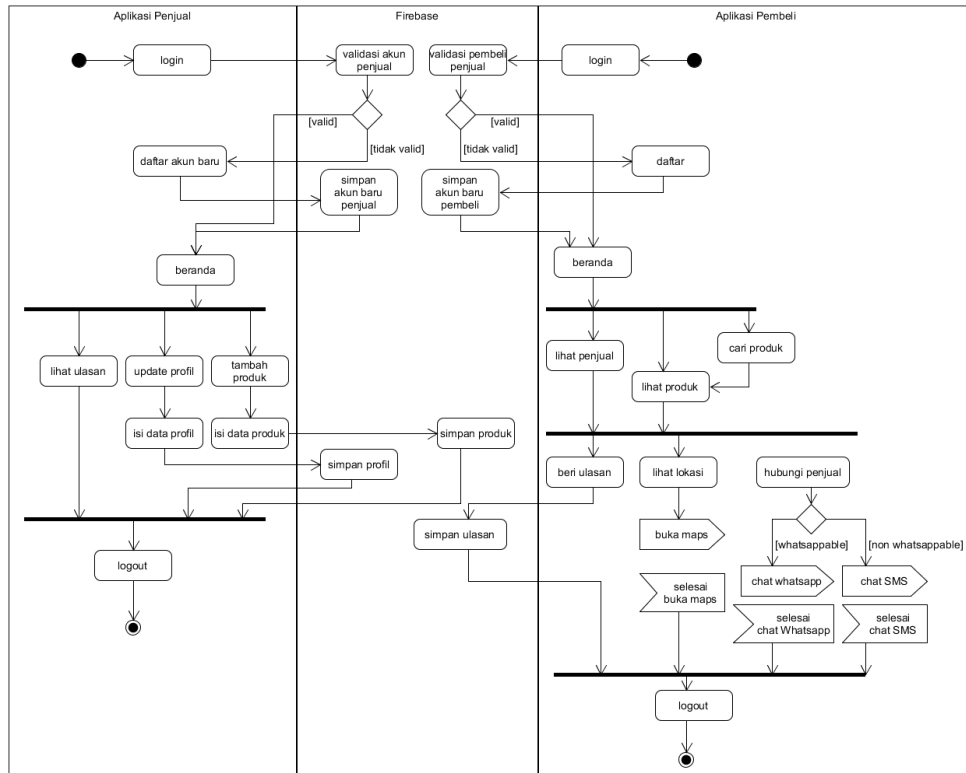 Aplikasi Penjual
Firebase
Aplikasi Pembeli
login
validasi akun
penjual
validasi pembeli
penjual
login
[valid]
[valid]
[tidak valid]
[tidak valid]
daftar akun baru
daftar
simpan
akun baru
penjual
simpan
akun baru
pembeli
beranda
beranda
lihat ulasan
update profil
tambah
produk
lihat penjual
cari produk
lihat produk
isi data profil
isi data produk
simpan produk
simpan profil
beri ulasan
lihat lokasi
hubungi penjual
simpan ulasan
buka maps
[whatsappable]
[non whatsappable]
logout
chat whatsapp
chat SMS
selesai
buka maps
selesai
chat Whatsapp
selesai
chat SMS
logout